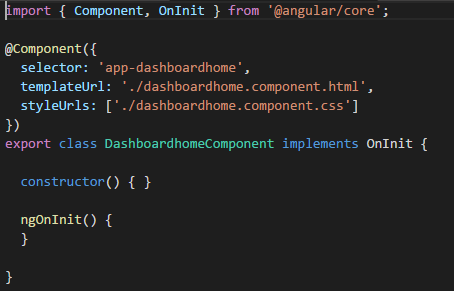 import { Component, OnInit } from '@angular/core';
@Component({
  selector: 'app-dashboardhome',
  templateUrl: './dashboardhome.component.html',
  styleUrls: ['./dashboardhome.component.css']
})
export class DashboardhomeComponent implements OnInit {
  constructor() { }
  ngOnInit() {
  }
}